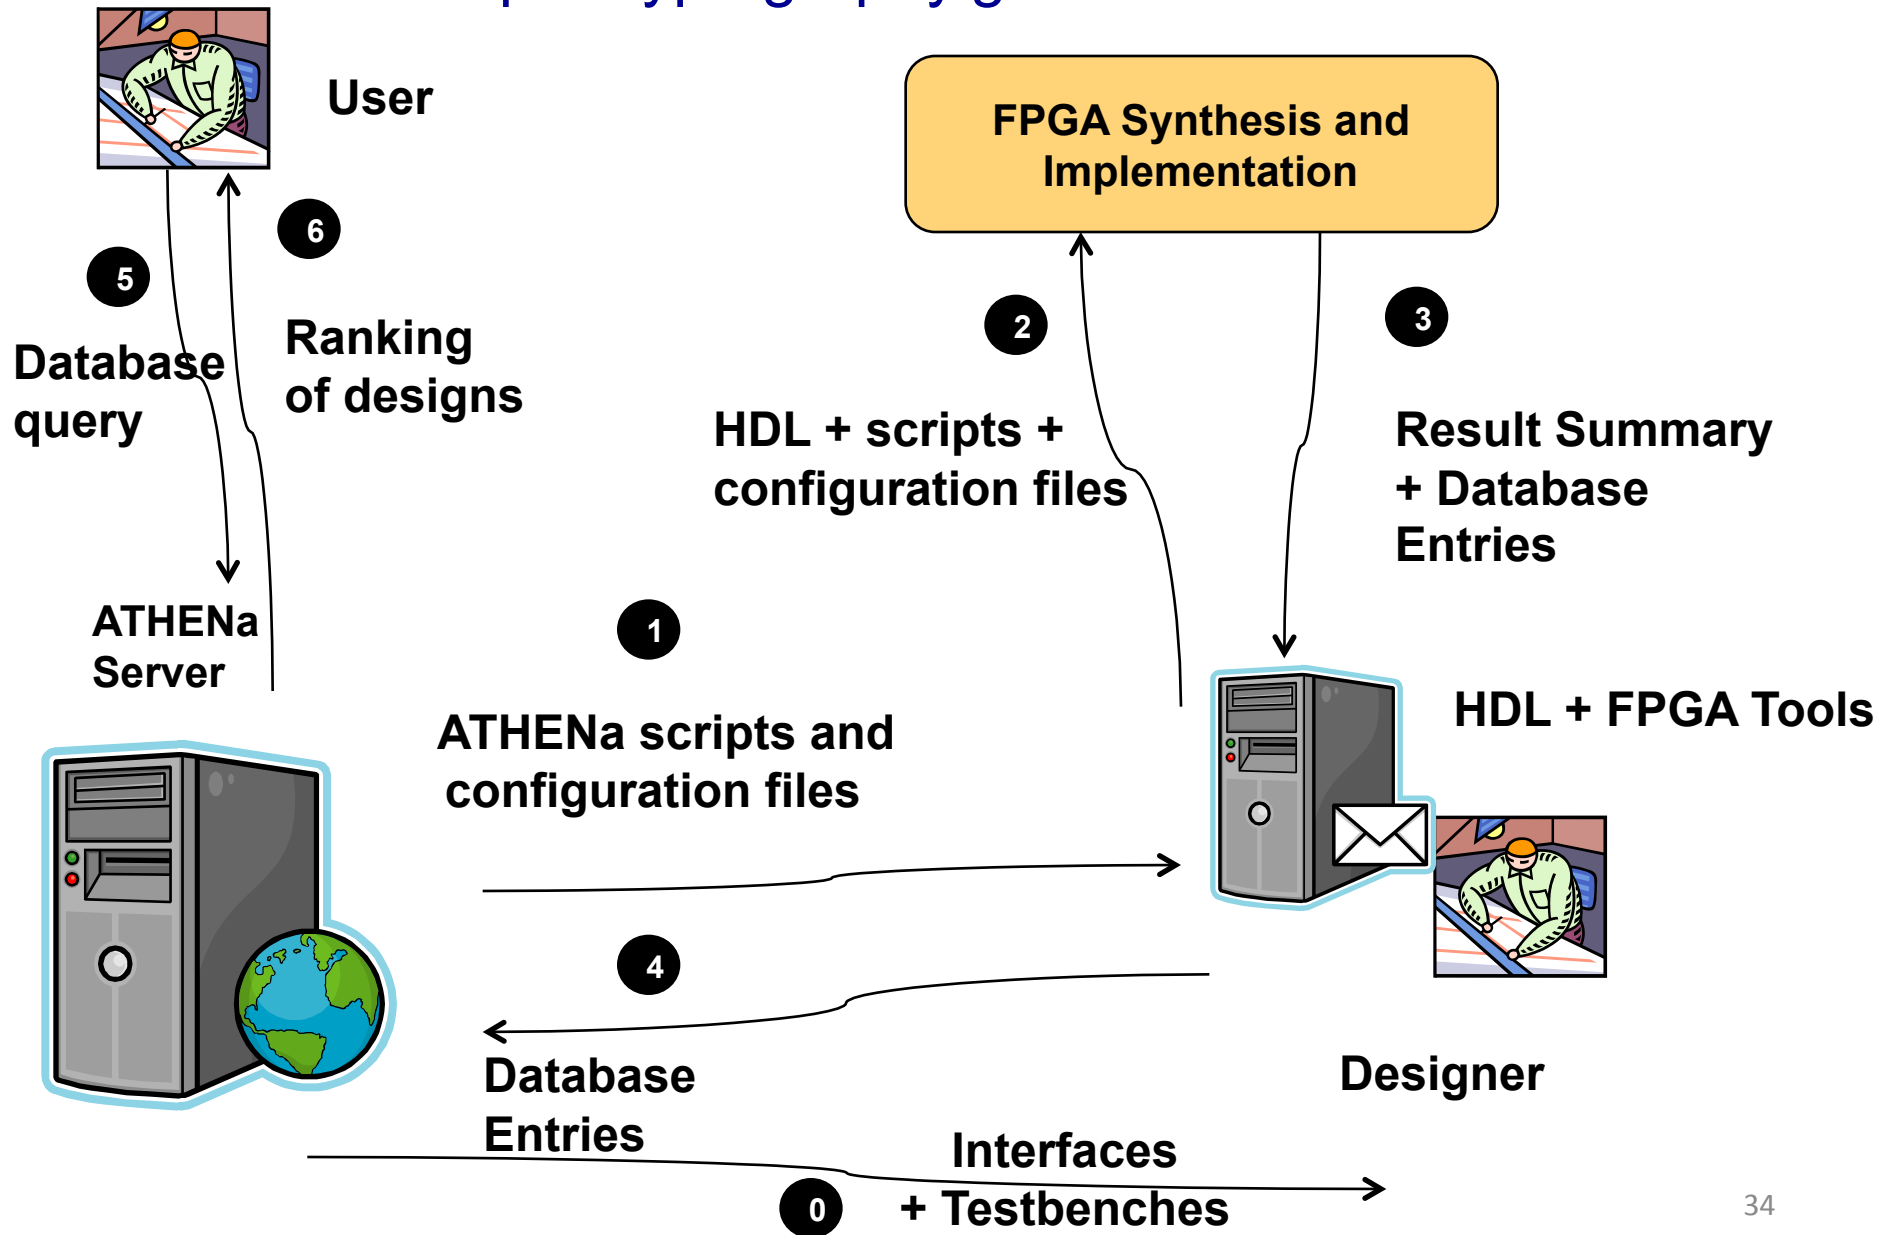 User
FPGA Synthesis and
Implementation
6
5
2
3
Ranking
of designs
Database
query
HDL + scripts +
configuration files
Result Summary
+ Database
Entries
ATHENa
Server
1
ATHENa scripts and
configuration files
HDL + FPGA Tools
4
Database
Entries
Designer
Interfaces
+ Testbenches
0
34